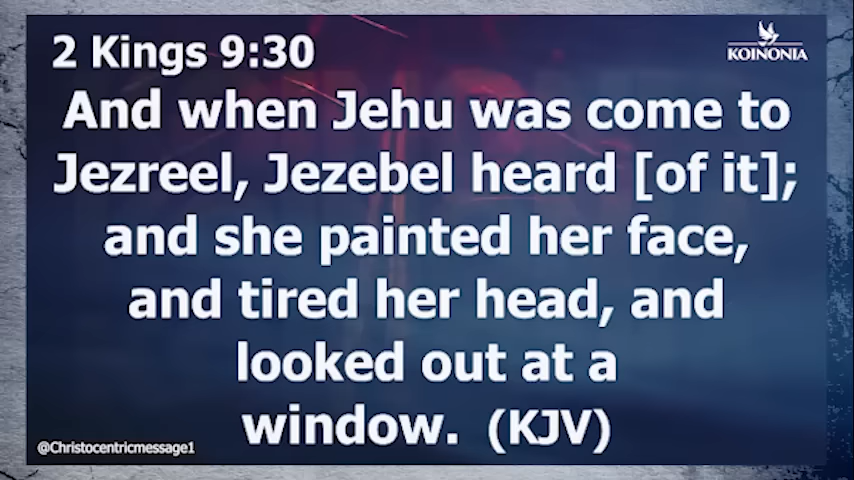 2 Kings 9:30
KOINONIA
And when Jehu was come to
Jezreel, Jezebel heard [of it];
and she painted her face,
and tired her head, and
looked out at a
window. (KJV)
@Christocentricmessage1